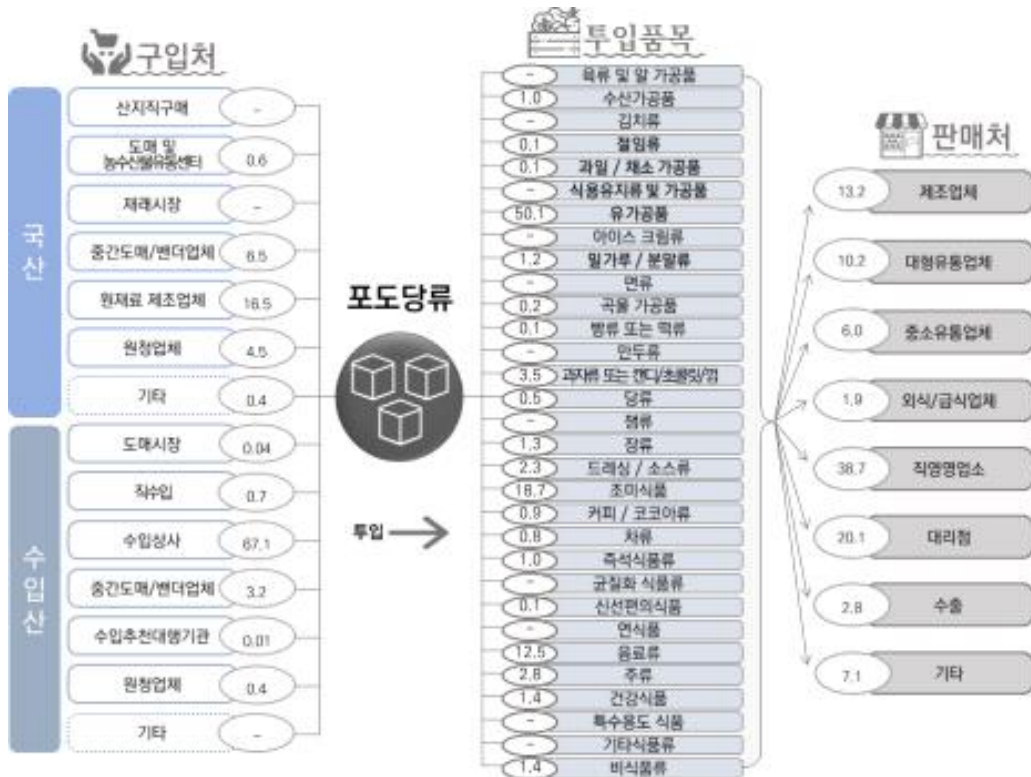 구입처
국산
산지직구매 -
도매 및
농수산물유통센터 0.6
재래시장 -
중간도매/밴더업체 6.5
원재료 제조업체 16.5
원청업체 4.5
기타 0.4
수입산
도매시장 0.04
직수입 0.7
수입상사 67.1
중간도매/밴더업체 3.2
수입추천대행기관 0.01
원청업체 0.4
기타 -
포도당류
투입
투입품목
- 육류 및 알 가공품
1.0 수산가공품
- 김치류
0.1 절임류
0.1 과일 / 채소 가공품
- 식용유지류 및 가공품
50.1 유가공품
- 아이스 크림류
1.2 밀가루 / 분말류
- 면류
0.2 곡물 가공품
0.1 빵류 또는 떡류
- 만두류
3.5 과자류 또는 캔디/초콜릿/껌
0.5 당류
- 잼류
1.3 장류
2.3 드레싱 / 소스류
18.7 조미식품
0.9 커피 / 코코아류
0.8 차류
1.0 즉석식품류
- 균질화 식품류
0.1 신선편의식품
- 연식품
12.5 음료류
2.8 주류
1.4 건강식품
- 특수용도 식품
- 기타식품류
1.4 비식품류
판매처
13.2 제조업체
10.2 대형유통업체
6.0 중소유통업체
1.9 외식/급식업체
38.7 직영영업소
20.1 대리점
2.8 수출
7.1 기타